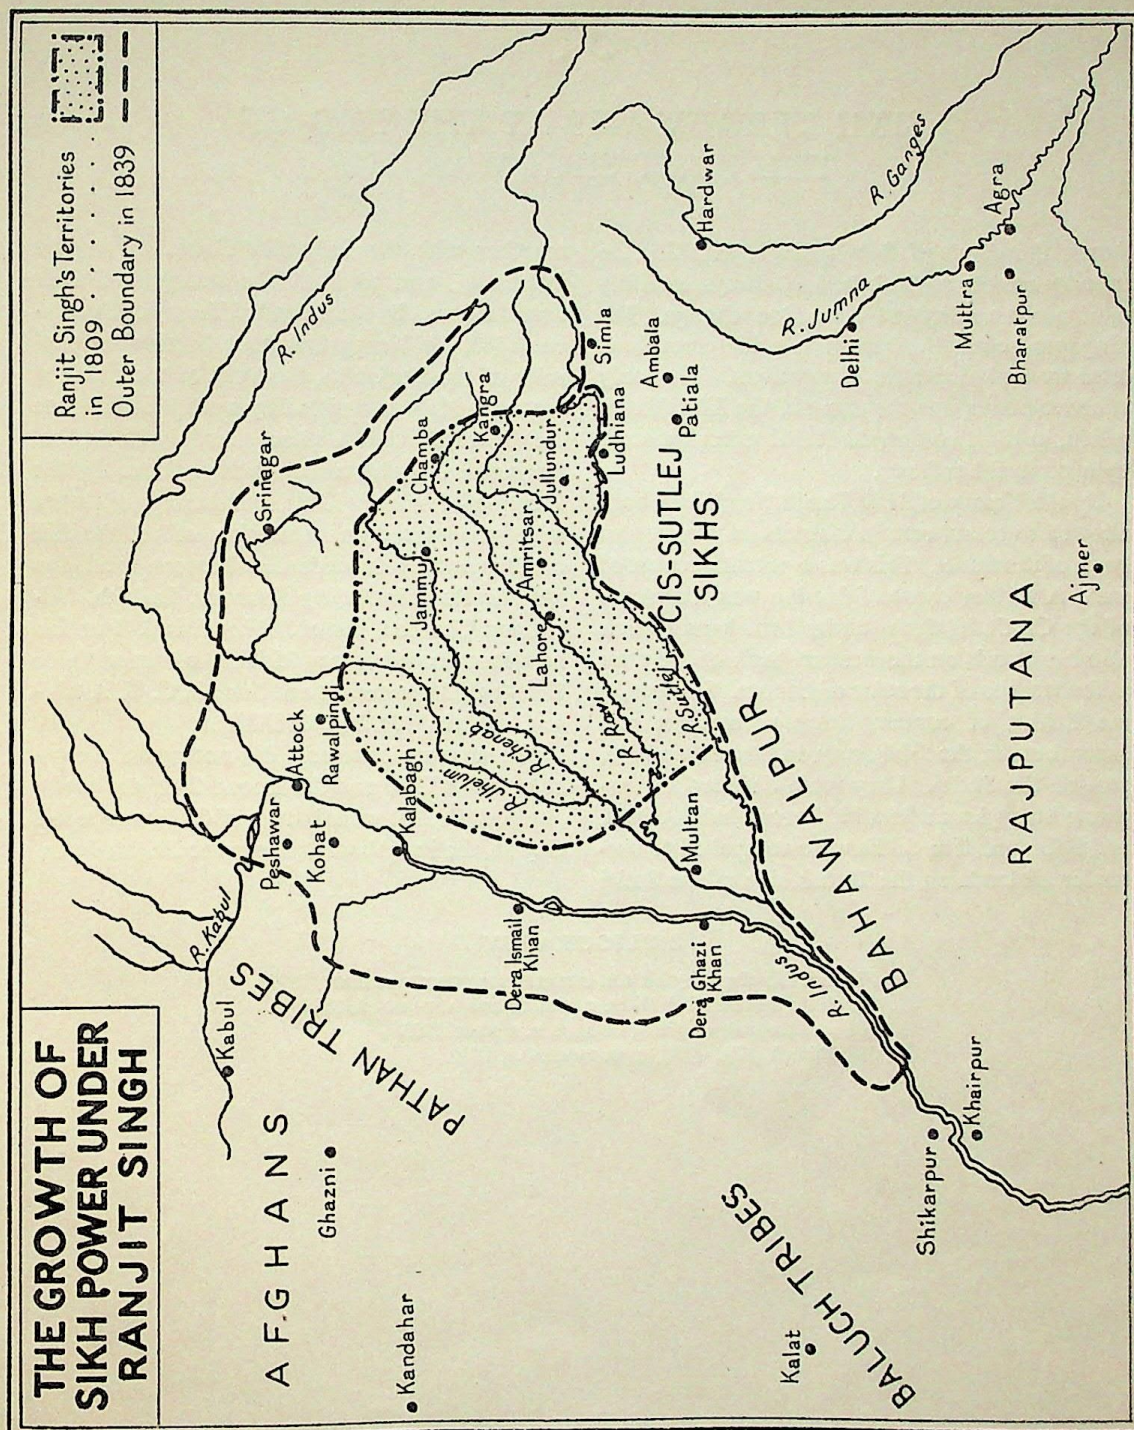 THE GROWTH OF
SIKH POWER UNDER
RANJIT SINGH
Ranjit Singh's Territories
in 1809 . . . . . . .
Outer Boundary in 1839
R. Indus
Srinagar
R. Kabul
Kabul
PATHAN TRIBES
AFGHANS
Ghazni
Kandahar
Peshawar
Attock
Kohat
Rawalpindi
Kalabagh
Jammu
Chamba
Kangra
R. Jhelum
R. Chenab
Lahore
Amritsar
Jullundur
Simla
Ludhiana
Ambala
Patiala
Hardwar
R. Ganges
R. Jumna
Delhi
Muttra
Agra
Bharatpur
R. Ravi
R. Sutlej
CIS-SUTLEJ
SIKHS
Dera Ismail
Khan
Multan
Dera Ghazi
Khan
R. Indus
BAHAWALPUR
RAJPUTANA
Ajmer
BALUCH TRIBES
Kalat
Shikarpur
Khairpur